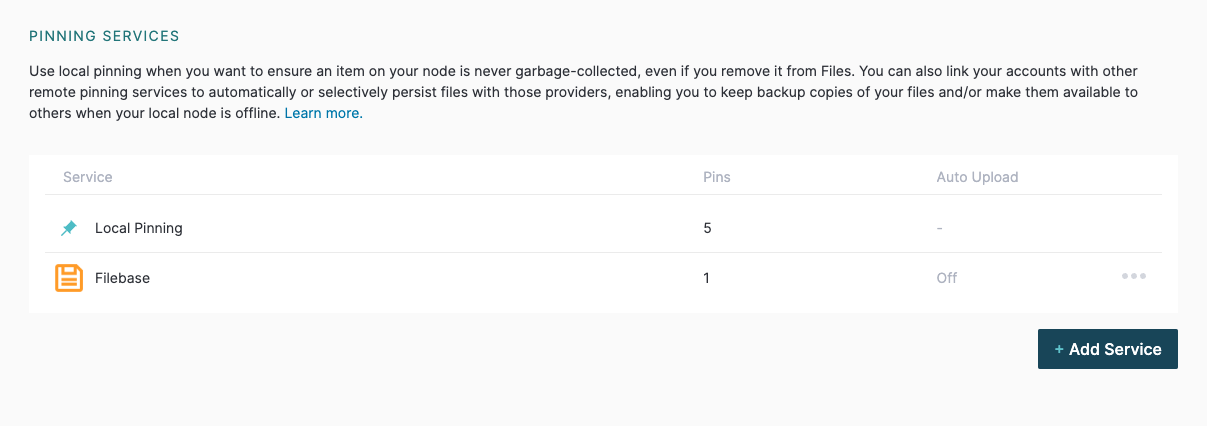 PINNING SERVICES
Use local pinning when you want to ensure an item on your node is never garbage-collected, even if you remove it from Files. You can also link your accounts with other
remote pinning services to automatically or selectively persist files with those providers, enabling you to keep backup copies of your files and/or make them available to
others when your local node is offline. Learn more.
Service Pins Auto Upload
Local Pinning 5 -
Filebase 1 Off
+ Add Service